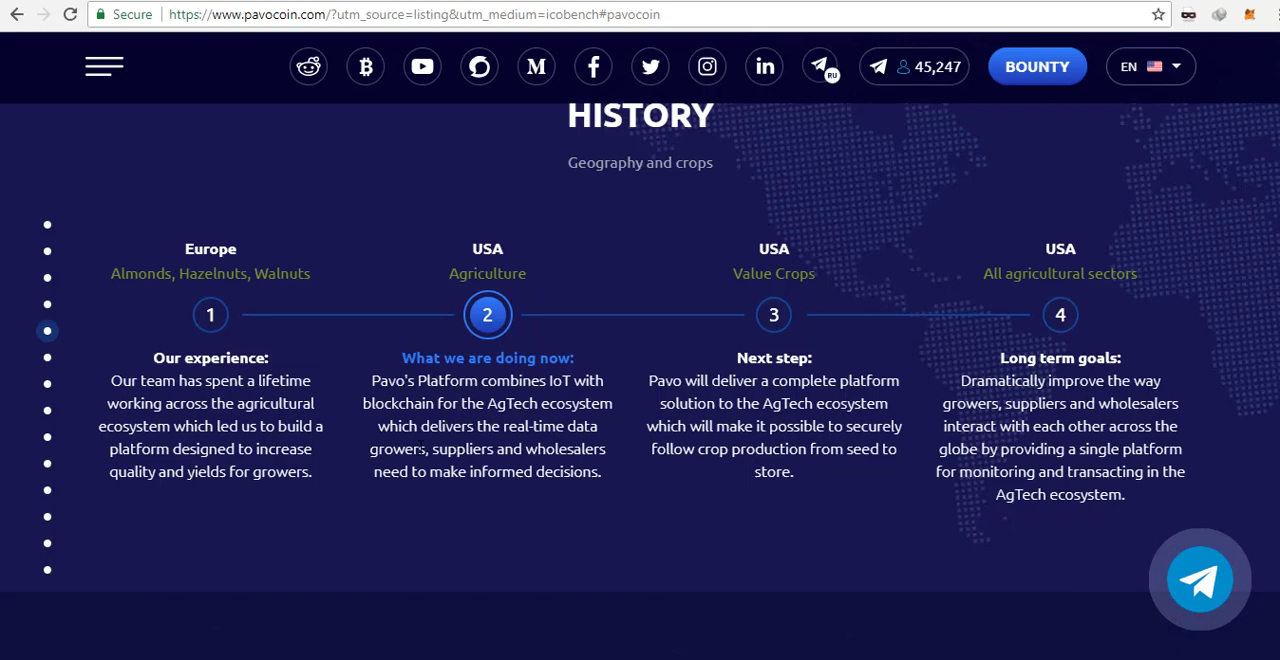 Secure
https://www.pavocoin.com/?utm_source=listing&utm_medium=icobench#pavocoin
M
RU
45,247
BOUNTY
EN
HISTORY
Geography and crops
Europe
Almonds, Hazelnuts, Walnuts
1
Our experience:
Our team has spent a lifetime
working across the agricultural
ecosystem which led us to build a
platform designed to increase
quality and yields for growers.
USA
Agriculture
2
What we are doing now:
Pavo's Platform combines IoT with
blockchain for the AgTech ecosystem
which delivers the real-time data
growers, suppliers and wholesalers
need to make informed decisions.
USA
Value Crops
3
Next step:
Pavo will deliver a complete platform
solution to the AgTech ecosystem
which will make it possible to securely
follow crop production from seed to
store.
USA
All agricultural sectors
4
Long term goals:
Dramatically improve the way
growers, suppliers and wholesalers
interact with each other across the
globe by providing a single platform
for monitoring and transacting in the
AgTech ecosystem.